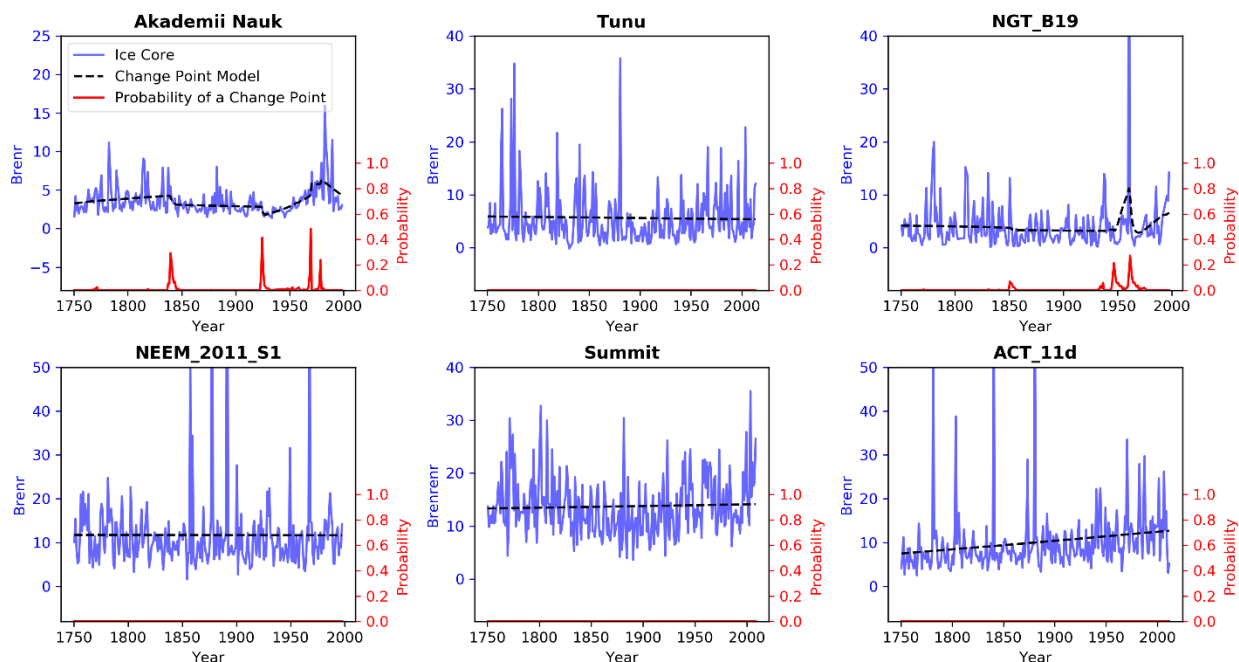 Akademii Nauk
25
20
15
10
5
0
−5
Brenr
Ice Core
Change Point Model
Probability of a Change Point
1.0
0.8
0.6
0.4
0.2
0.0
Probability
1750 1800 1850 1900 1950 2000
Year
Tunu
40
30
20
10
0
Brenr
1.0
0.8
0.6
0.4
0.2
0.0
Probability
1750 1800 1850 1900 1950 2000
Year
NGT_B19
40
30
20
10
0
Brenr
1.0
0.8
0.6
0.4
0.2
0.0
Probability
1750 1800 1850 1900 1950 2000
Year
NEEM_2011_S1
50
40
30
20
10
0
Brenr
1.0
0.8
0.6
0.4
0.2
0.0
Probability
1750 1800 1850 1900 1950 2000
Year
Summit
40
30
20
10
0
Brenrenr
1.0
0.8
0.6
0.4
0.2
0.0
Probability
1750 1800 1850 1900 1950 2000
Year
ACT_11d
50
40
30
20
10
0
Brenr
1.0
0.8
0.6
0.4
0.2
0.0
Probability
1750 1800 1850 1900 1950 2000
Year